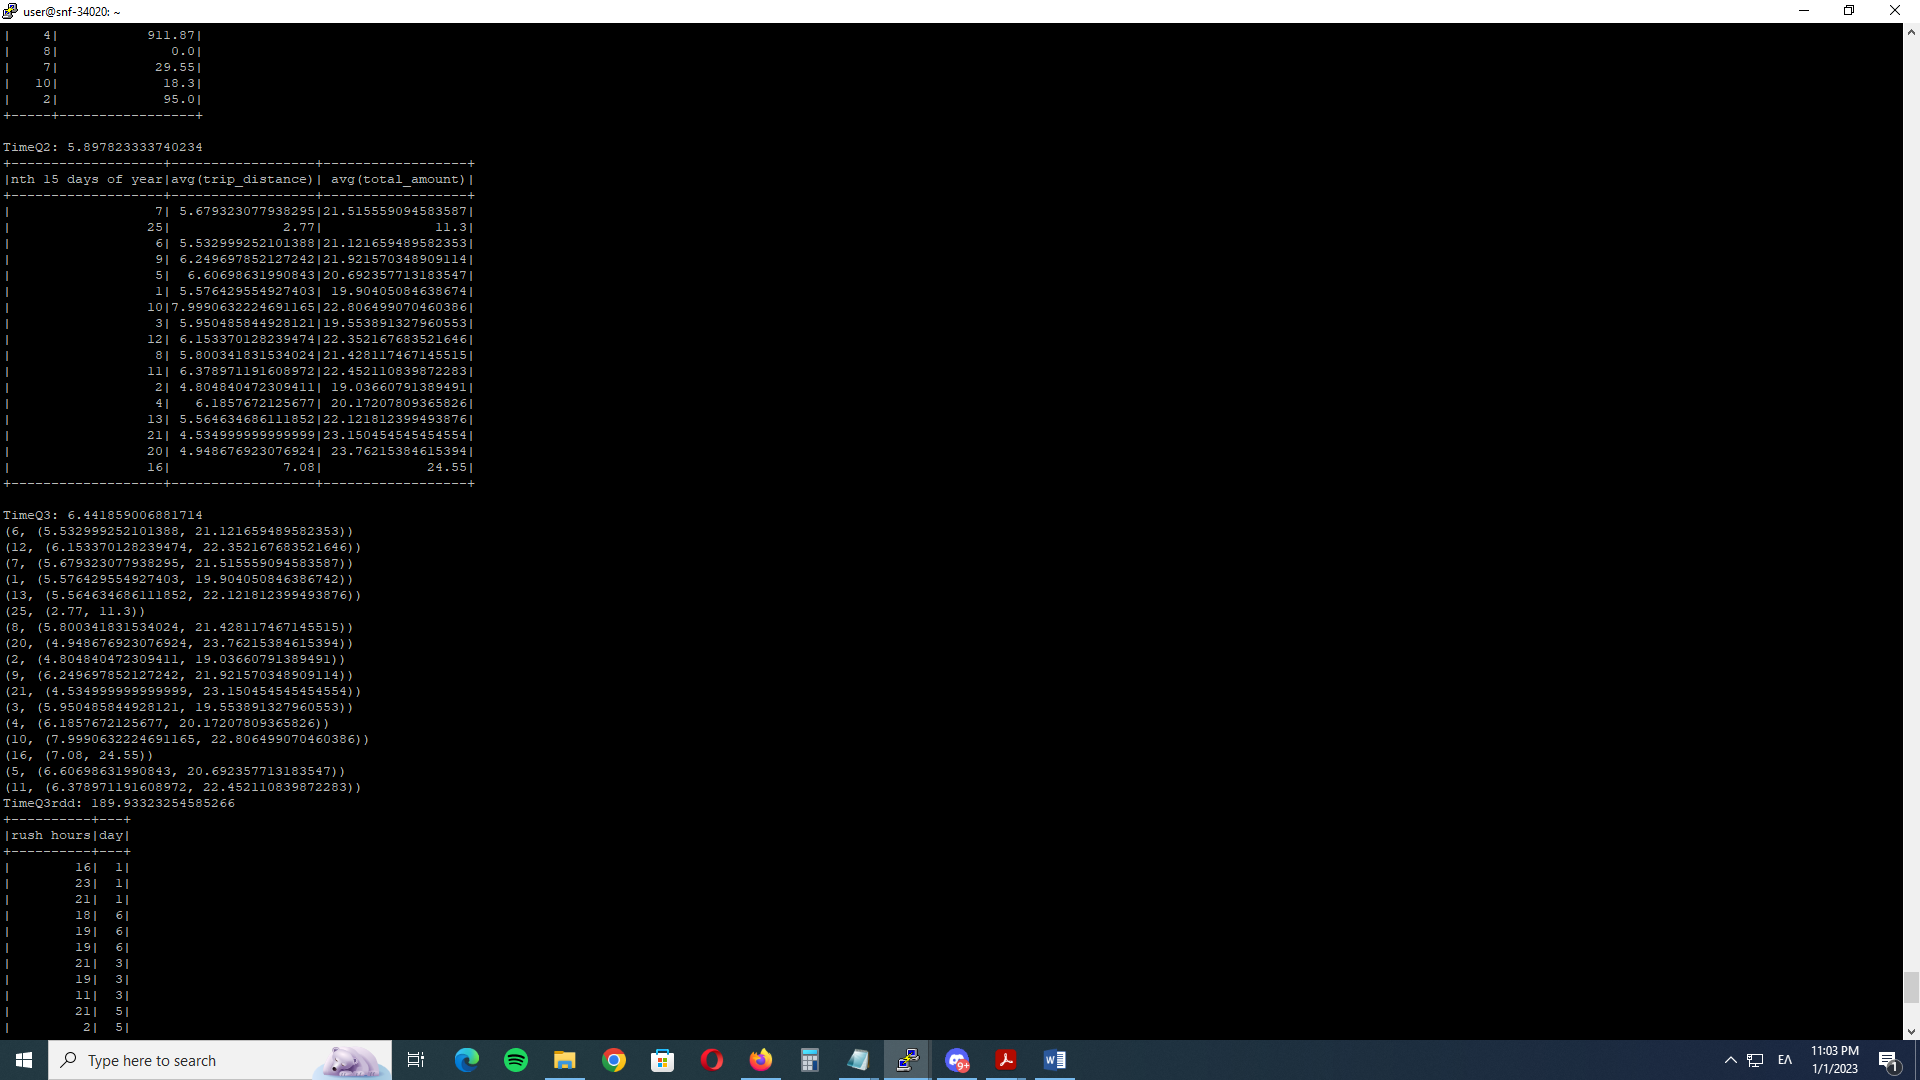 user@snf-34020: ~
|    4|           911.87|
|    8|              0.0|
|    7|            29.55|
|   10|             18.3|
|    2|             95.0|
+-----+-----------------+
TimeQ2: 5.897823333740234
+-------------------+------------------+------------------+
|nth 15 days of year|avg(trip_distance)| avg(total_amount)|
+-------------------+------------------+------------------+
|                  7| 5.679323077938295|21.515559094583587|
|                 25|              2.77|              11.3|
|                  6| 5.532999252101388|21.121659489582353|
|                  9| 6.249697852127242|21.921570348909114|
|                  5|  6.60698631990843|20.692357713183547|
|                  1| 5.576429554927403| 19.90405084638674|
|                 10|7.9990632224691165|22.806499070460386|
|                  3| 5.950485844928121|19.553891327960553|
|                 12| 6.153370128239474|22.352167683521646|
|                  8| 5.800341831534024|21.428117467145515|
|                 11| 6.378971191608972|22.452110839872283|
|                  2| 4.804840472309411| 19.03660791389491|
|                  4|   6.1857672125677| 20.17207809365826|
|                 13| 5.564634686111852|22.121812399493876|
|                 21| 4.534999999999999|23.150454545454554|
|                 20| 4.948676923076924| 23.76215384615394|
|                 16|              7.08|             24.55|
+-------------------+------------------+------------------+
TimeQ3: 6.441859006881714
(6, (5.532999252101388, 21.121659489582353))
(12, (6.153370128239474, 22.352167683521646))
(7, (5.679323077938295, 21.515559094583587))
(1, (5.576429554927403, 19.904050846386742))
(13, (5.564634686111852, 22.121812399493876))
(25, (2.77, 11.3))
(8, (5.800341831534024, 21.428117467145515))
(20, (4.948676923076924, 23.76215384615394))
(2, (4.804840472309411, 19.03660791389491))
(9, (6.249697852127242, 21.921570348909114))
(21, (4.534999999999999, 23.150454545454554))
(3, (5.950485844928121, 19.553891327960553))
(4, (6.1857672125677, 20.17207809365826))
(10, (7.9990632224691165, 22.806499070460386))
(16, (7.08, 24.55))
(5, (6.60698631990843, 20.692357713183547))
(11, (6.378971191608972, 22.452110839872283))
TimeQ3rdd: 189.93323254585266
+----------+---+
|rush hours|day|
+----------+---+
|        16|  1|
|        23|  1|
|        21|  1|
|        18|  6|
|        19|  6|
|        19|  6|
|        21|  3|
|        19|  3|
|        11|  3|
|        21|  5|
|         2|  5|
Type here to search
9+
ΕΛ
11:03 PM
1/1/2023
1